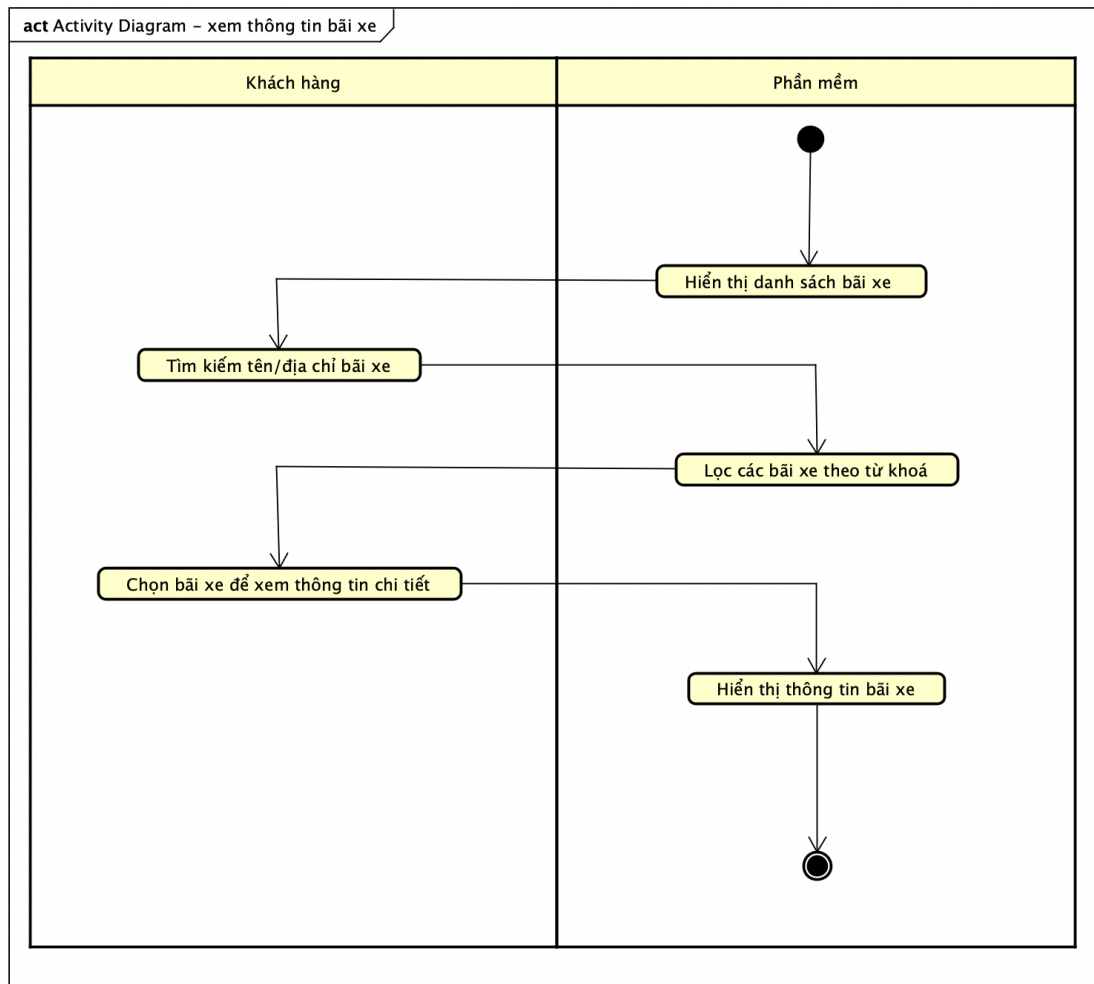 act Activity Diagram - xem thông tin bãi xe
Khách hàng
Phần mềm
Hiển thị danh sách bãi xe
Tìm kiếm tên/địa chỉ bãi xe
Lọc các bãi xe theo từ khoá
Chọn bãi xe để xem thông tin chi tiết
Hiển thị thông tin bãi xe